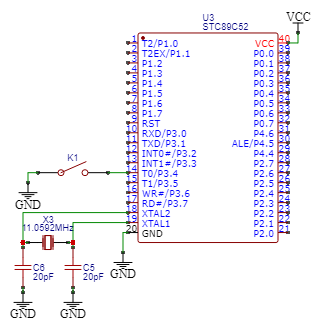 U3
STC89C52
VCC
1 T2/P1.0 VCC 40
2 T2EX/P1.1 P0.0 39
3 P1.2 P0.1 38
4 P1.3 P0.2 37
5 P1.4 P0.3 36
6 P1.5 P0.4 35
7 P1.6 P0.5 34
8 P1.7 P0.6 33
9 RST P0.7 32
10 RXD/P3.0 P4.6 31
11 TXD/P3.1 ALE/P4.5 30
12 INT0#/P3.2 P4.4 29
13 INT1#/P3.3 P2.7 28
K1
14 T0/P3.4 P2.6 27
15 T1/P3.5 P2.5 26
16 WR#/P3.6 P2.4 25
17 RD#/P3.7 P2.3 24
18 XTAL2 P2.2 23
19 XTAL1 P2.1 22
20 GND P2.0 21
GND
X3
11.0592MHz
C6
20pF
C5
20pF
GND
GND
GND